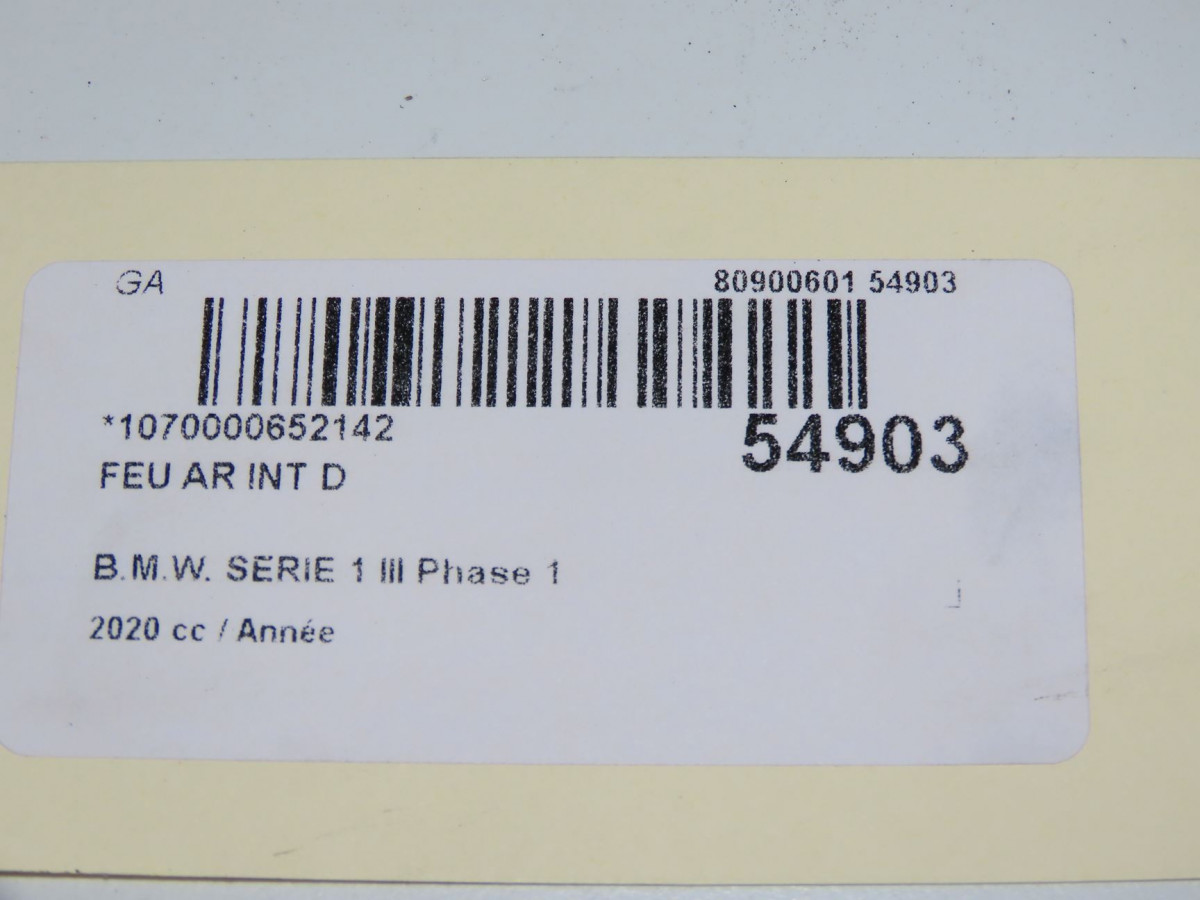 GA 80900601 54903
*1070000652142 54903
FEU AR INT D
B.M.W. SERIE 1 III Phase 1
2020 cc / Année